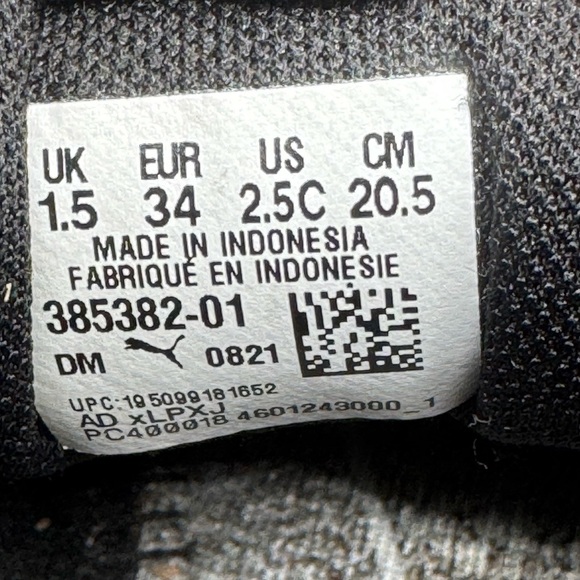 UK EUR US CM
1.5 34 2.5C 20.5
MADE IN INDONESIA
FABRIQUÉ EN INDONESIE
385382-01
DM 0821
UPC:195099181652
AD xLPXJ
PC400018 4601243000_1